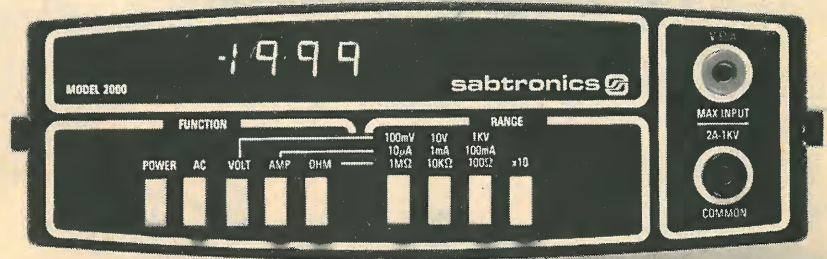 -1999
MODEL 2000
sabtronics
FUNCTION
RANGE
100mV 10V 1KV
10µA 1mA 100mA
1MΩ 10KΩ 100Ω x10
POWER AC VOLT AMP OHM
V Ω A
MAX INPUT
2A-1KV
COMMON